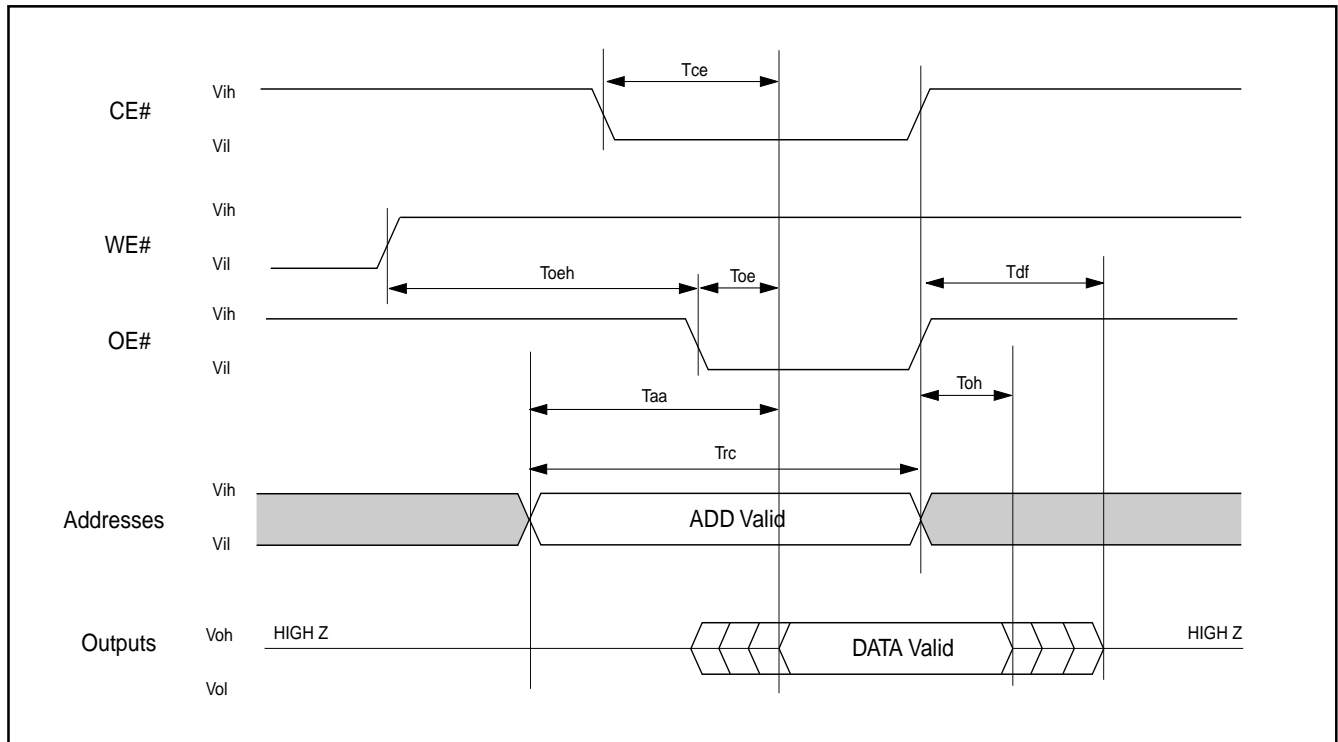 Tce
Vih
CE#
Vil
Vih
WE#
Vil
Toeh
Toe
Tdf
Vih
OE#
Vil
Taa
Toh
Trc
Vih
Addresses
ADD Valid
Vil
Outputs
Voh
HIGH Z
DATA Valid
HIGH Z
Vol